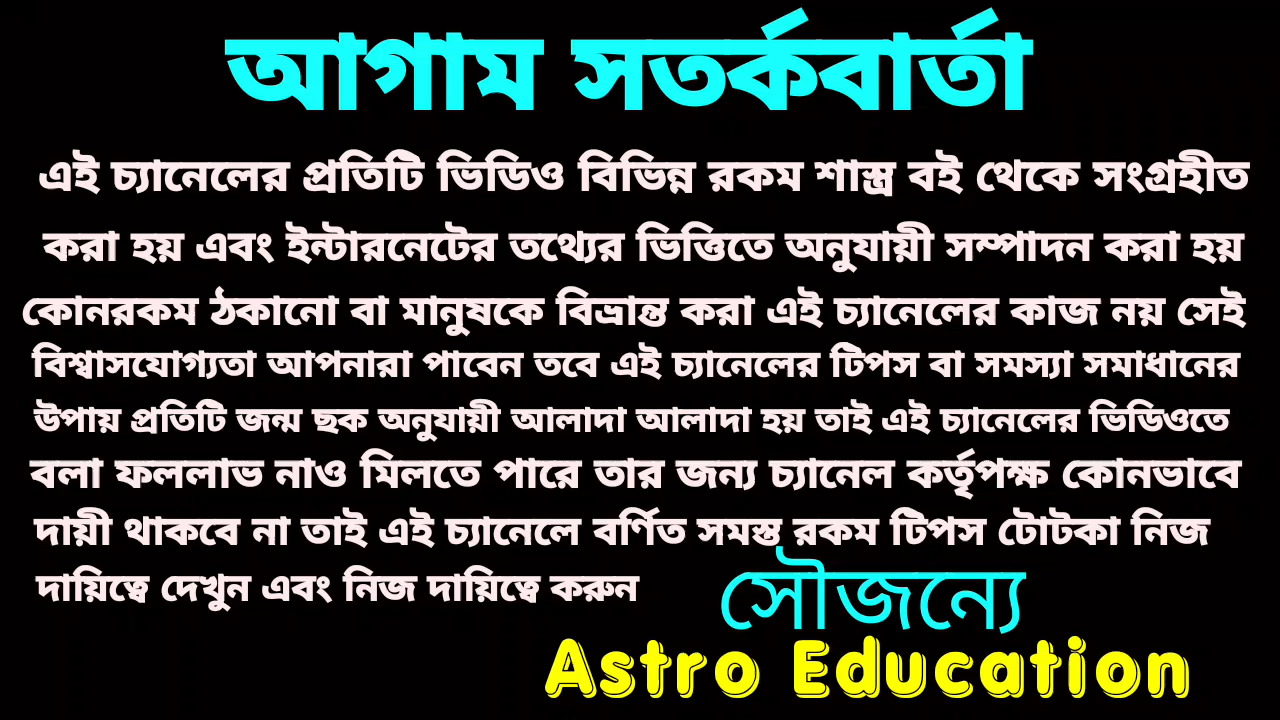 আগাম সতর্কবার্তা
এই চ্যানেলের প্রতিটি ভিডিও বিভিন্ন রকম শাস্ত্র বই থেকে সংগ্রহীত
করা হয় এবং ইন্টারনেটের তথ্যের ভিত্তিতে অনুযায়ী সম্পাদন করা হয়
কোনরকম ঠকানো বা মানুষকে বিভ্রান্ত করা এই চ্যানেলের কাজ নয় সেই
বিশ্বাসযোগ্যতা আপনারা পাবেন তবে এই চ্যানেলের টিপস বা সমস্যা সমাধানের
উপায় প্রতিটি জন্ম ছক অনুযায়ী আলাদা আলাদা হয় তাই এই চ্যানেলের ভিডিওতে
বলা ফললাভ নাও মিলতে পারে তার জন্য চ্যানেল কর্তৃপক্ষ কোনভাবে
দায়ী থাকবে না তাই এই চ্যানেলে বর্ণিত সমস্ত রকম টিপস টোটকা নিজ
দায়িত্বে দেখুন এবং নিজ দায়িত্বে করুন
সৌজন্যে
Astro Education